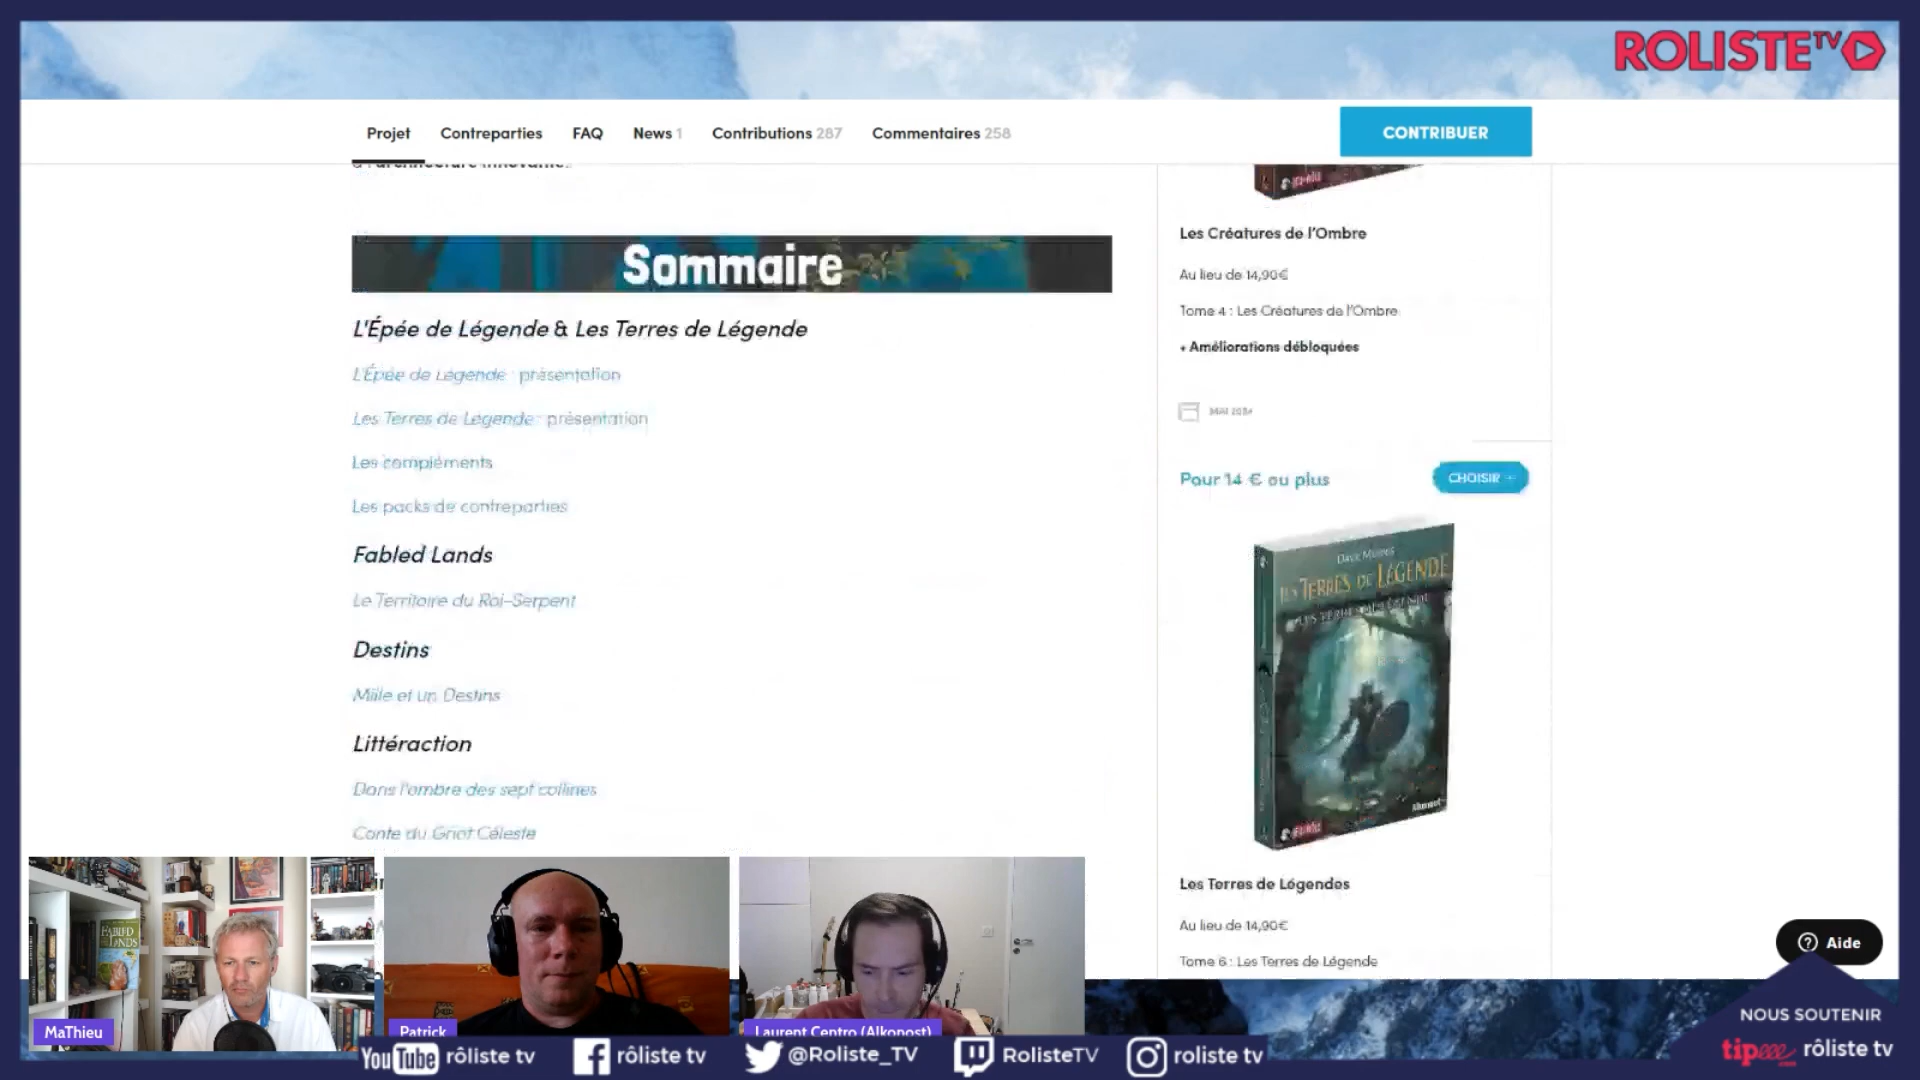 ROLISTE TV
Projet Contreparties FAQ News 1 Contributions 287 Commentaires 258
CONTRIBUER
Sommaire
L'Épée de Légende & Les Terres de Légende
L'Épée de Légende : présentation
Les Terres de Légende : présentation
Les compléments
Les packs de contreparties
Fabled Lands
Le Territoire du Roi-Serpent
Destins
Mille et un Destins
Littéraction
Dans l'ombre des sept collines
Conte du Griot Céleste
Les Créatures de l'Ombre
Au lieu de 14,90€
Tome 4 : Les Créatures de l'Ombre
+ Améliorations débloquées
Pour 14 € ou plus
CHOISIR
LES TERRES DE LÉGENDE
Les Terres de Légendes
Au lieu de 14,90€
Tome 6 : Les Terres de Légende
Aide
FABLED LANDS
MaThieu
Patrick
Laurent Centro (Alkonost)
NOUS SOUTENIR
tipeee rôliste tv
YouTube rôliste tv
rôliste tv
@Roliste_TV
RolisteTV
roliste tv